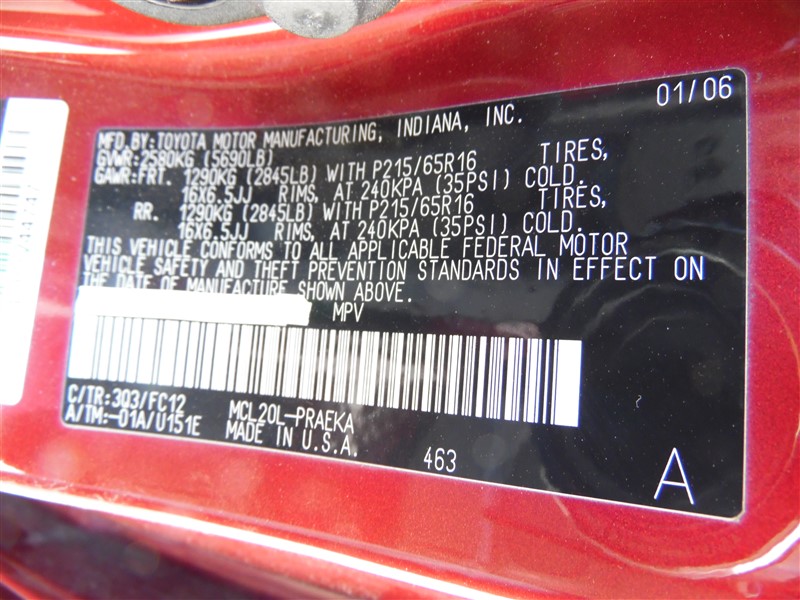 01/06
MFD.BY:TOYOTA MOTOR MANUFACTURING, INDIANA, INC.
GVWR:2580KG (5690LB)
GAWR:FRT. 1290KG (2845LB) WITH P215/65R16 TIRES,
16X6.5JJ RIMS, AT 240KPA (35PSI) COLD.
RR. 1290KG (2845LB) WITH P215/65R16 TIRES,
16X6.5JJ RIMS, AT 240KPA (35PSI) COLD.
THIS VEHICLE CONFORMS TO ALL APPLICABLE FEDERAL MOTOR
VEHICLE SAFETY AND THEFT PREVENTION STANDARDS IN EFFECT ON
THE DATE OF MANUFACTURE SHOWN ABOVE.
MPV
C/TR:3Q3/FC12 MCL20L-PRAEKA
A/TM:-01A/U151E MADE IN U.S.A.
463
A